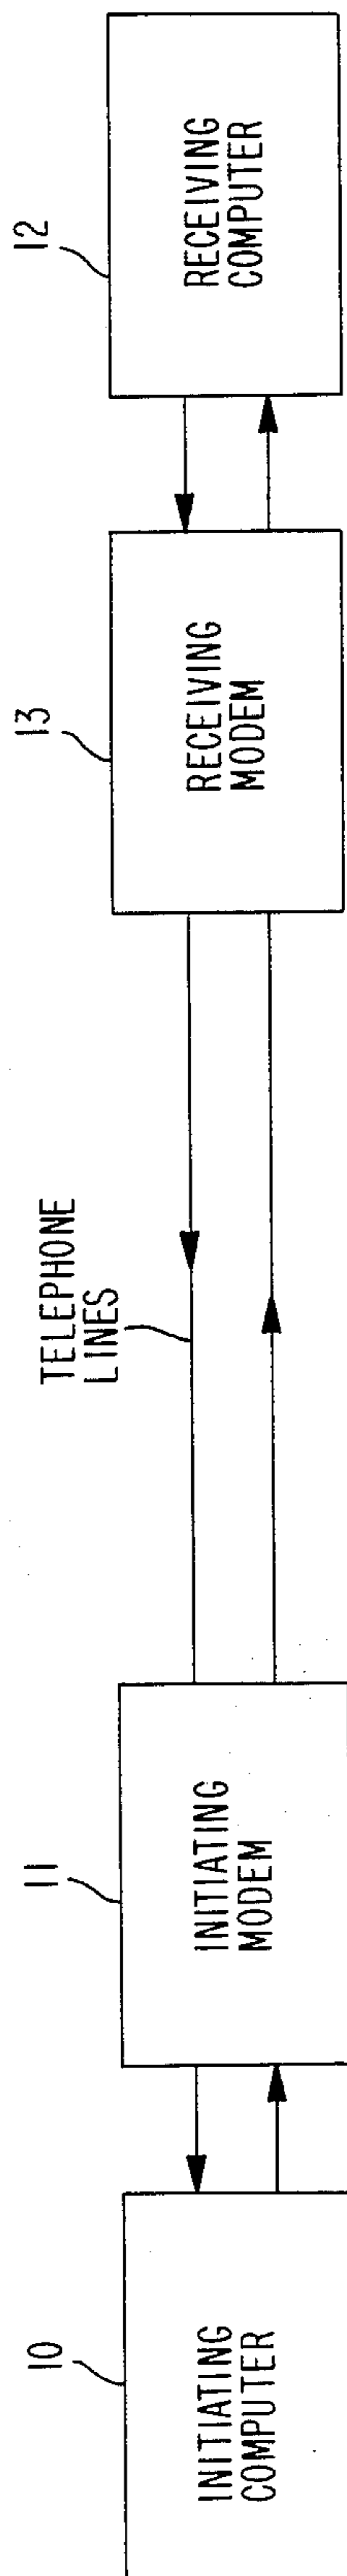 10
INITIATING
COMPUTER
11
INITIATING
MODEM
TELEPHONE
LINES
13
RECEIVING
MODEM
12
RECEIVING
COMPUTER